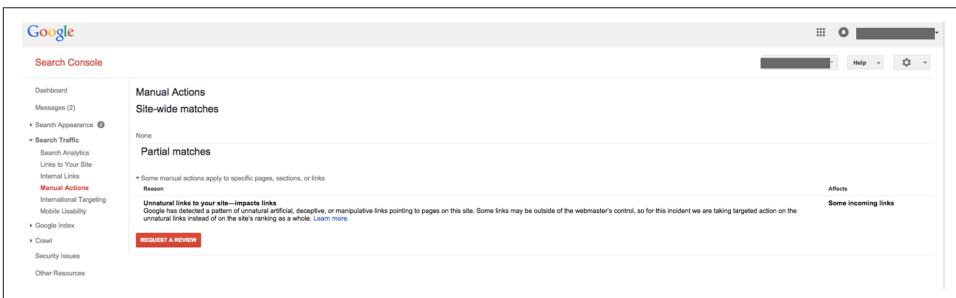 Google
Search Console
Help
Dashboard
Messages (2)
Search Appearance
Search Traffic
Search Analytics
Links to Your Site
Internal Links
Manual Actions
International Targeting
Mobile Usability
Google Index
Crawl
Security Issues
Other Resources
Manual Actions
Site-wide matches
None
Partial matches
Some manual actions apply to specific pages, sections, or links
Reason Affects
Unnatural links to your site—impacts links Some incoming links
Google has detected a pattern of unnatural artificial, deceptive, or manipulative links pointing to pages on this site. Some links may be outside of the webmaster's control, so for this incident we are taking targeted action on the
unnatural links instead of on the site's ranking as a whole. Learn more.
REQUEST A REVIEW